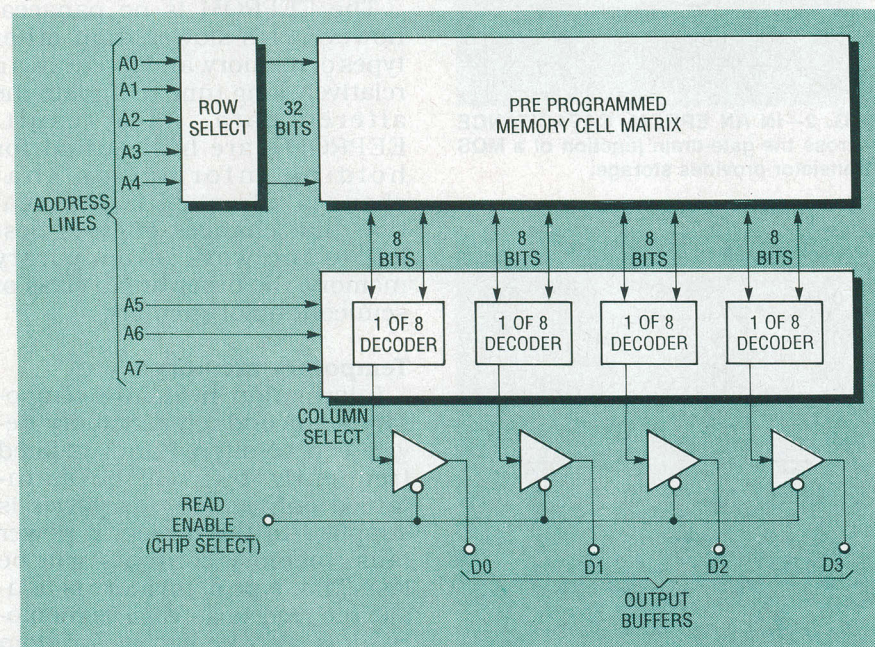 A0
A1
A2
A3
A4
ADDRESS
LINES
A5
A6
A7
ROW
SELECT
32
BITS
PRE PROGRAMMED
MEMORY CELL MATRIX
8
BITS
8
BITS
8
BITS
8
BITS
1 OF 8
DECODER
1 OF 8
DECODER
1 OF 8
DECODER
1 OF 8
DECODER
COLUMN
SELECT
READ
ENABLE
(CHIP SELECT)
D0
D1
D2
D3
OUTPUT
BUFFERS